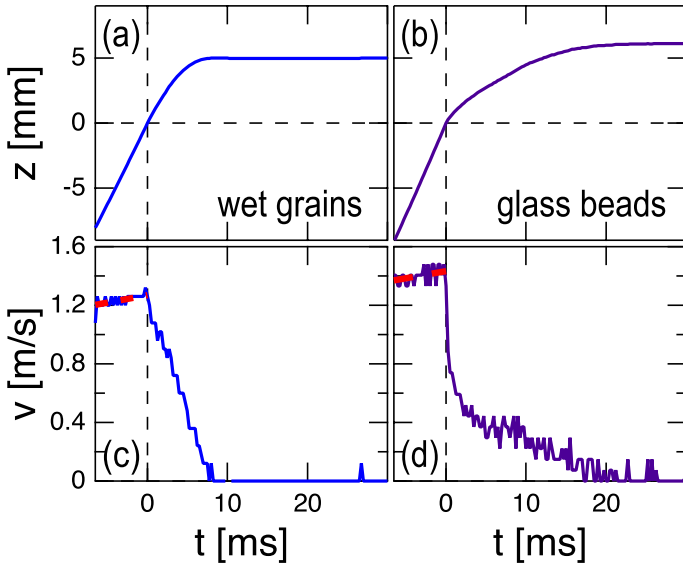 (a) (b)
5
0
-5
z [mm]
wet grains glass beads
1.6
1.2
0.8
0.4
0
v [m/s]
(c) (d)
0 10 20 0 10 20
t [ms] t [ms]